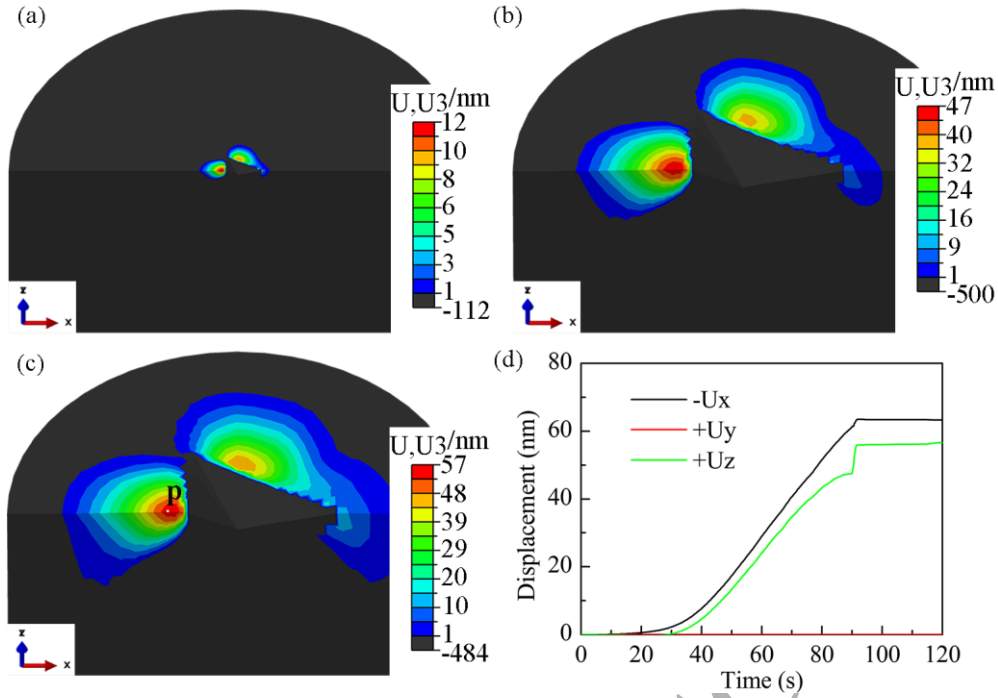 (a)
U,U3/nm
12
10
8
6
5
3
1
-112
z
x
(b)
U,U3/nm
47
40
32
24
16
9
1
-500
z
x
(c)
p
U,U3/nm
57
48
39
29
20
10
1
-484
z
x
(d)
80
60
40
20
0
Displacement (nm)
-Ux
+Uy
+Uz
0 20 40 60 80 100 120
Time (s)